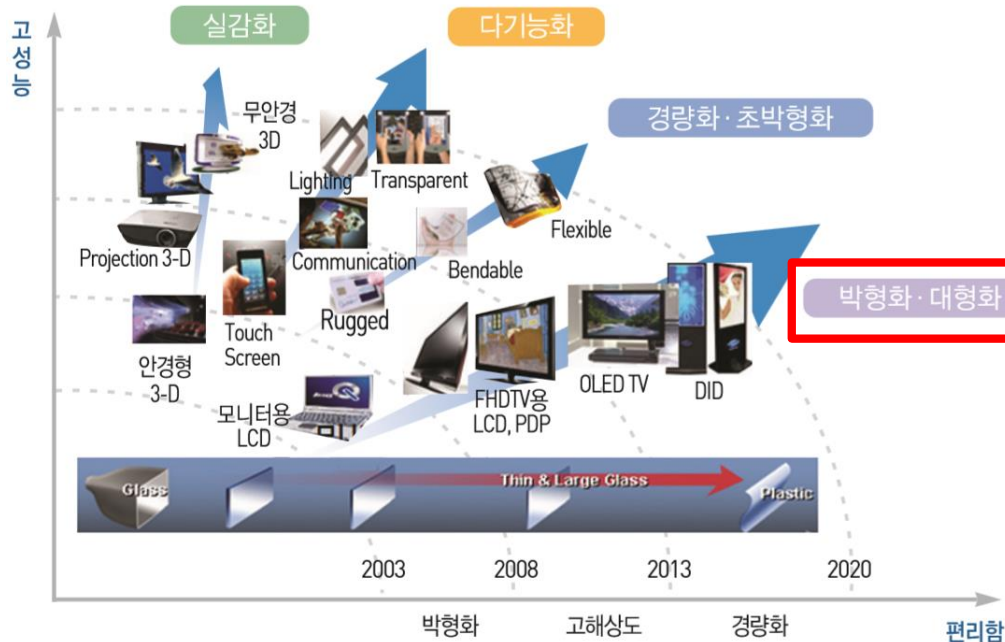 고성능
실감화
다기능화
경량화 · 초박형화
박형화 · 대형화
무안경
3D
Projection 3-D
안경형
3-D
Lighting
Transparent
Communication
Touch
Screen
Rugged
Bendable
Flexible
모니터용
LCD
FHDTV용
LCD, PDP
OLED TV
DID
Glass
Thin & Large Glass
Plastic
2003
2008
2013
2020
박형화
고해상도
경량화
편리함